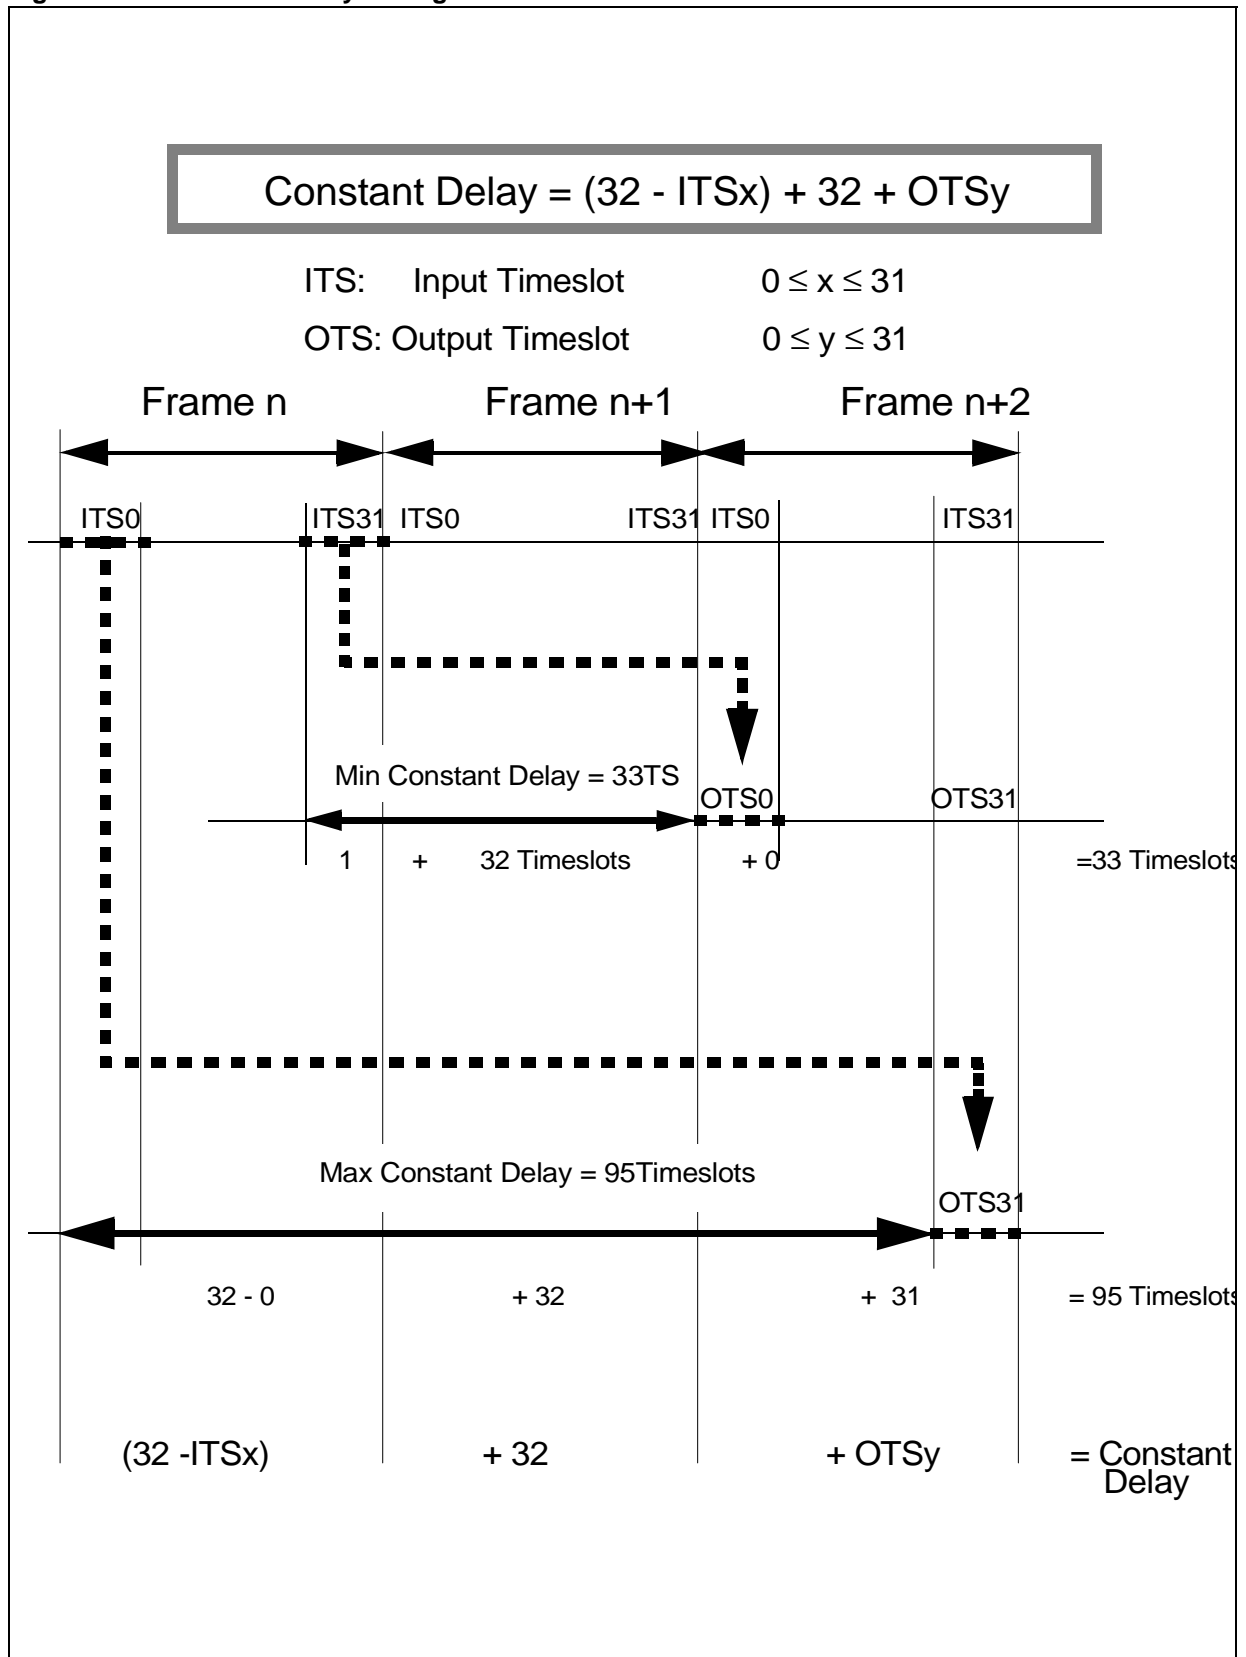 Constant Delay = (32 - ITSx) + 32 + OTSy
ITS: Input Timeslot 0 ≤ x ≤ 31
OTS: Output Timeslot 0 ≤ y ≤ 31
Frame n Frame n+1 Frame n+2
ITS0 ITS31 ITS0 ITS31 ITS0 ITS31
Min Constant Delay = 33TS
OTS0 OTS31
1 + 32 Timeslots + 0 =33 Timeslots
Max Constant Delay = 95Timeslots
OTS31
32 - 0 + 32 + 31 = 95 Timeslots
(32 -ITSx) + 32 + OTSy = Constant
Delay